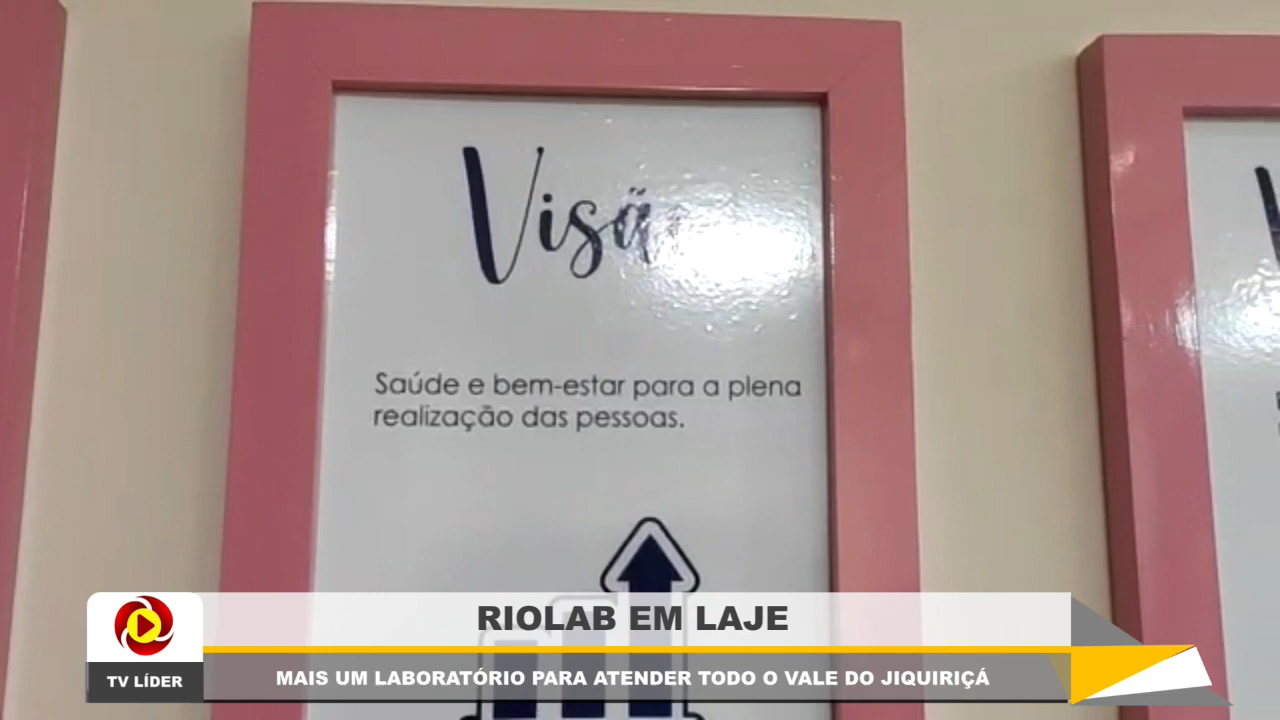 Visão
Saúde e bem-estar para a plena
realização das pessoas.
RIOLAB EM LAJE
MAIS UM LABORATÓRIO PARA ATENDER TODO O VALE DO JIQUIRIÇÁ
TV LÍDER